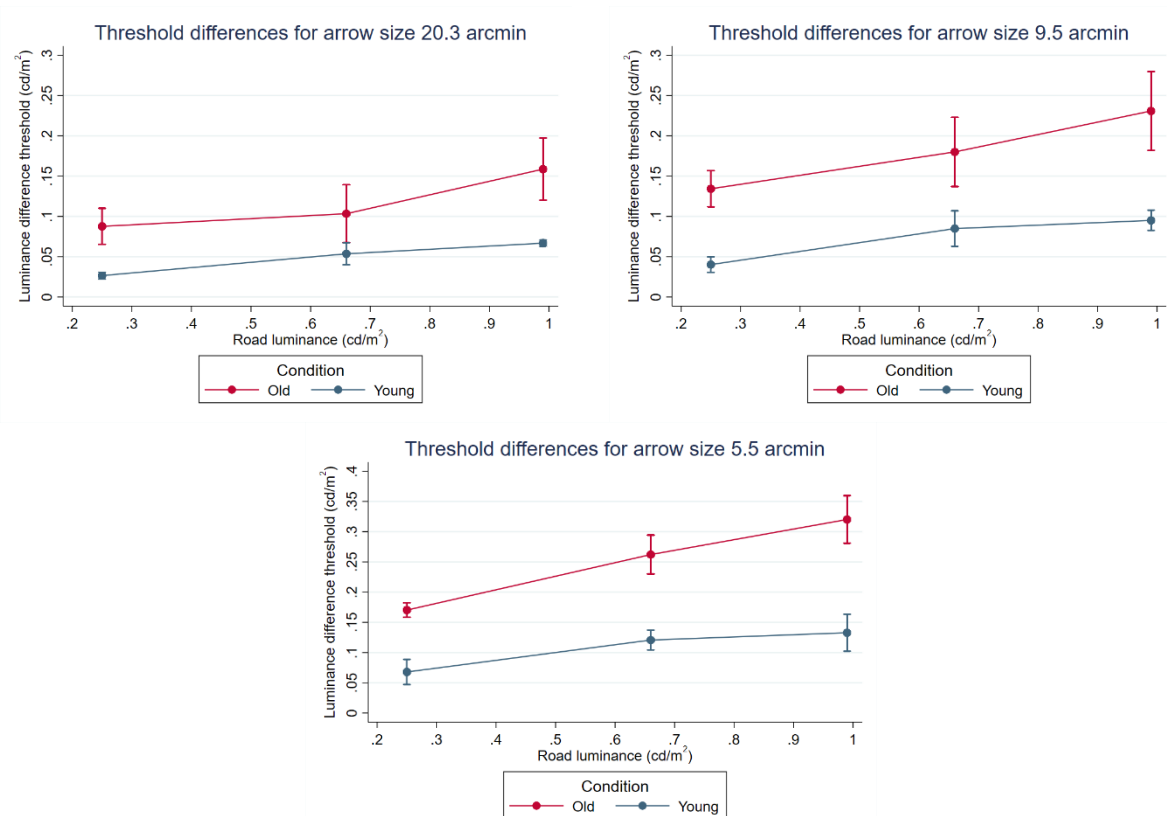 Threshold differences for arrow size 20.3 arcmin
Luminance difference threshold (cd/m²)
.3
.25
.2
.15
.1
.05
0
.2 .3 .4 .5 .6 .7 .8 .9 1
Road luminance (cd/m²)
Condition
Old Young
Threshold differences for arrow size 9.5 arcmin
Luminance difference threshold (cd/m²)
.3
.25
.2
.15
.1
.05
0
.2 .3 .4 .5 .6 .7 .8 .9 1
Road luminance (cd/m²)
Condition
Old Young
Threshold differences for arrow size 5.5 arcmin
Luminance difference threshold (cd/m²)
.4
.35
.3
.25
.2
.15
.1
.05
0
.2 .3 .4 .5 .6 .7 .8 .9 1
Road luminance (cd/m²)
Condition
Old Young